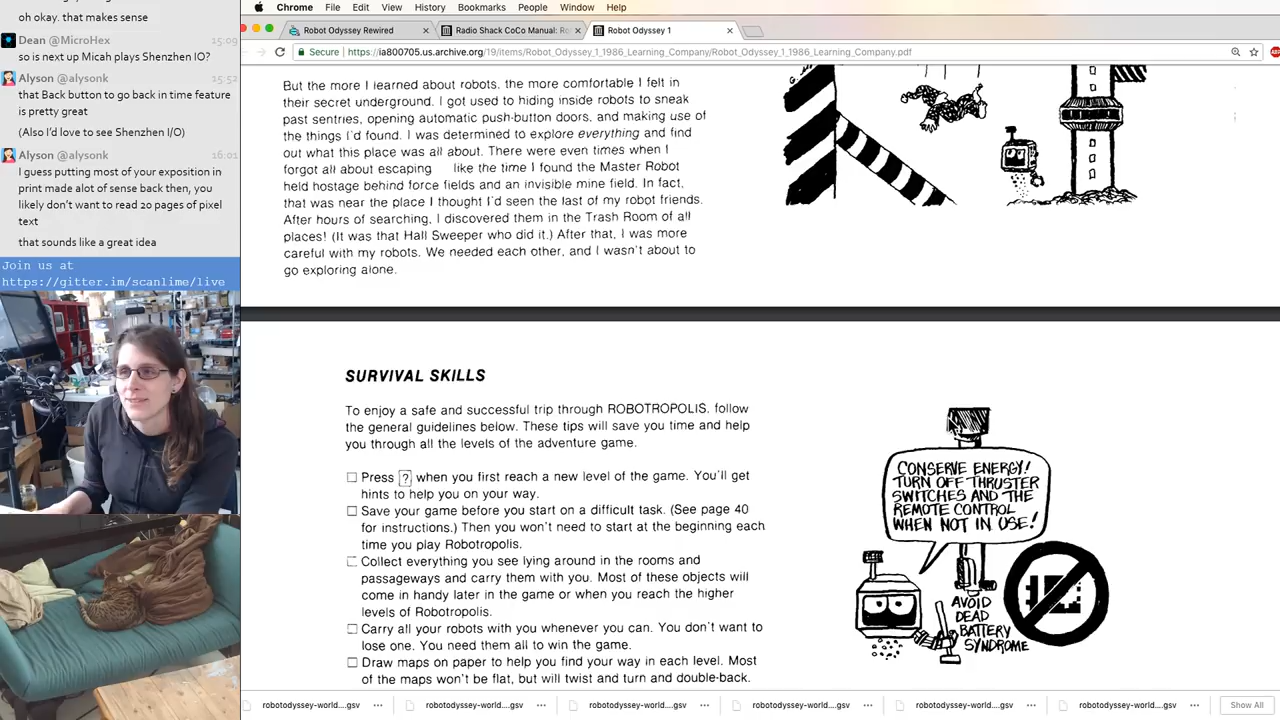 Chrome File Edit View History Bookmarks People Window Help
Robot Odyssey Rewired
Radio Shack CoCo Manual: Ro
Robot Odyssey 1
Secure https://ia800705.us.archive.org/19/items/Robot_Odyssey_1_1986_Learning_Company/Robot_Odyssey_1_1986_Learning_Company.pdf
oh okay. that makes sense
Dean @MicroHex 15:09
so is next up Micah plays Shenzhen IO?
Alyson @alysonk 15:52
that Back button to go back in time feature
is pretty great
(Also I'd love to see Shenzhen I/O)
Alyson @alysonk 16:01
I guess putting most of your exposition in
print made alot of sense back then, you
likely don't want to read 20 pages of pixel
text
that sounds like a great idea
Join us at
https://gitter.im/scanlime/live
But the more I learned about robots, the more comfortable I felt in
their secret underground. I got used to hiding inside robots to sneak
past sentries, opening automatic push-button doors, and making use of
the things I'd found. I was determined to explore everything and find
out what this place was all about. There were even times when I
forgot all about escaping like the time I found the Master Robot
held hostage behind force fields and an invisible mine field. In fact,
that was near the place I thought I'd seen the last of my robot friends.
After hours of searching, I discovered them in the Trash Room of all
places! (It was that Hall Sweeper who did it.) After that, I was more
careful with my robots. We needed each other, and I wasn't about to
go exploring alone.
SURVIVAL SKILLS
To enjoy a safe and successful trip through ROBOTROPOLIS, follow
the general guidelines below. These tips will save you time and help
you through all the levels of the adventure game.
Press ? when you first reach a new level of the game. You'll get
hints to help you on your way.
Save your game before you start on a difficult task. (See page 40
for instructions.) Then you won't need to start at the beginning each
time you play Robotropolis.
Collect everything you see lying around in the rooms and
passageways and carry them with you. Most of these objects will
come in handy later in the game or when you reach the higher
levels of Robotropolis.
Carry all your robots with you whenever you can. You don't want to
lose one. You need them all to win the game.
Draw maps on paper to help you find your way in each level. Most
of the maps won't be flat, but will twist and turn and double-back.
CONSERVE ENERGY!
TURN OFF THRUSTER
SWITCHES AND THE
REMOTE CONTROL
WHEN NOT IN USE!
AVOID
DEAD
BATTERY
SYNDROME
robotodyssey-world....gsv
robotodyssey-world....gsv
robotodyssey-world....gsv
robotodyssey-world....gsv
robotodyssey-world....gsv
robotodyssey-world....gsv
Show All